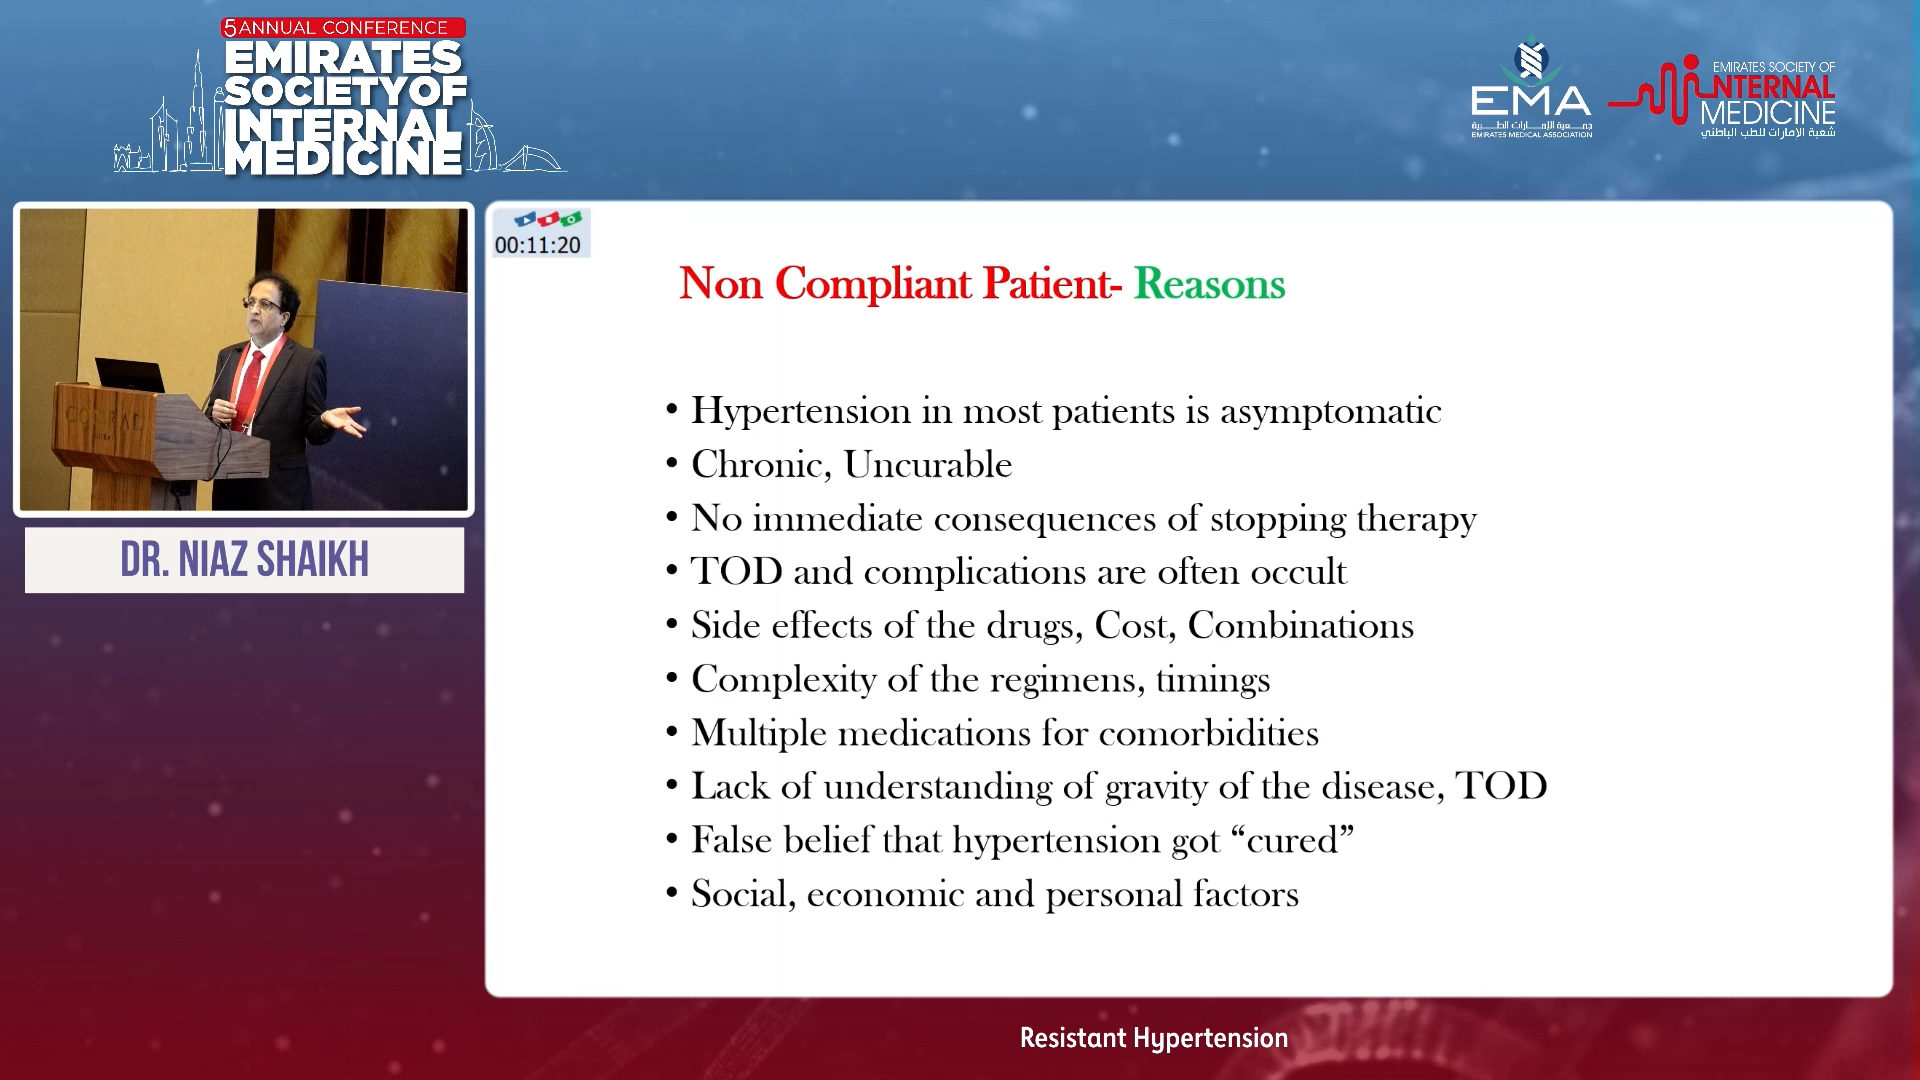 5 ANNUAL CONFERENCE
EMIRATES
SOCIETY OF
INTERNAL
MEDICINE
EMA
جمعية الإمارات الطبية
EMIRATES MEDICAL ASSOCIATION
EMIRATES SOCIETY OF
INTERNAL
MEDICINE
شعبة الامارات للطب الباطني
00:11:20
Non Compliant Patient- Reasons
• Hypertension in most patients is asymptomatic
• Chronic, Uncurable
• No immediate consequences of stopping therapy
• TOD and complications are often occult
• Side effects of the drugs, Cost, Combinations
• Complexity of the regimens, timings
• Multiple medications for comorbidities
• Lack of understanding of gravity of the disease, TOD
• False belief that hypertension got “cured”
• Social, economic and personal factors
CONRAD
DR. NIAZ SHAIKH
Resistant Hypertension